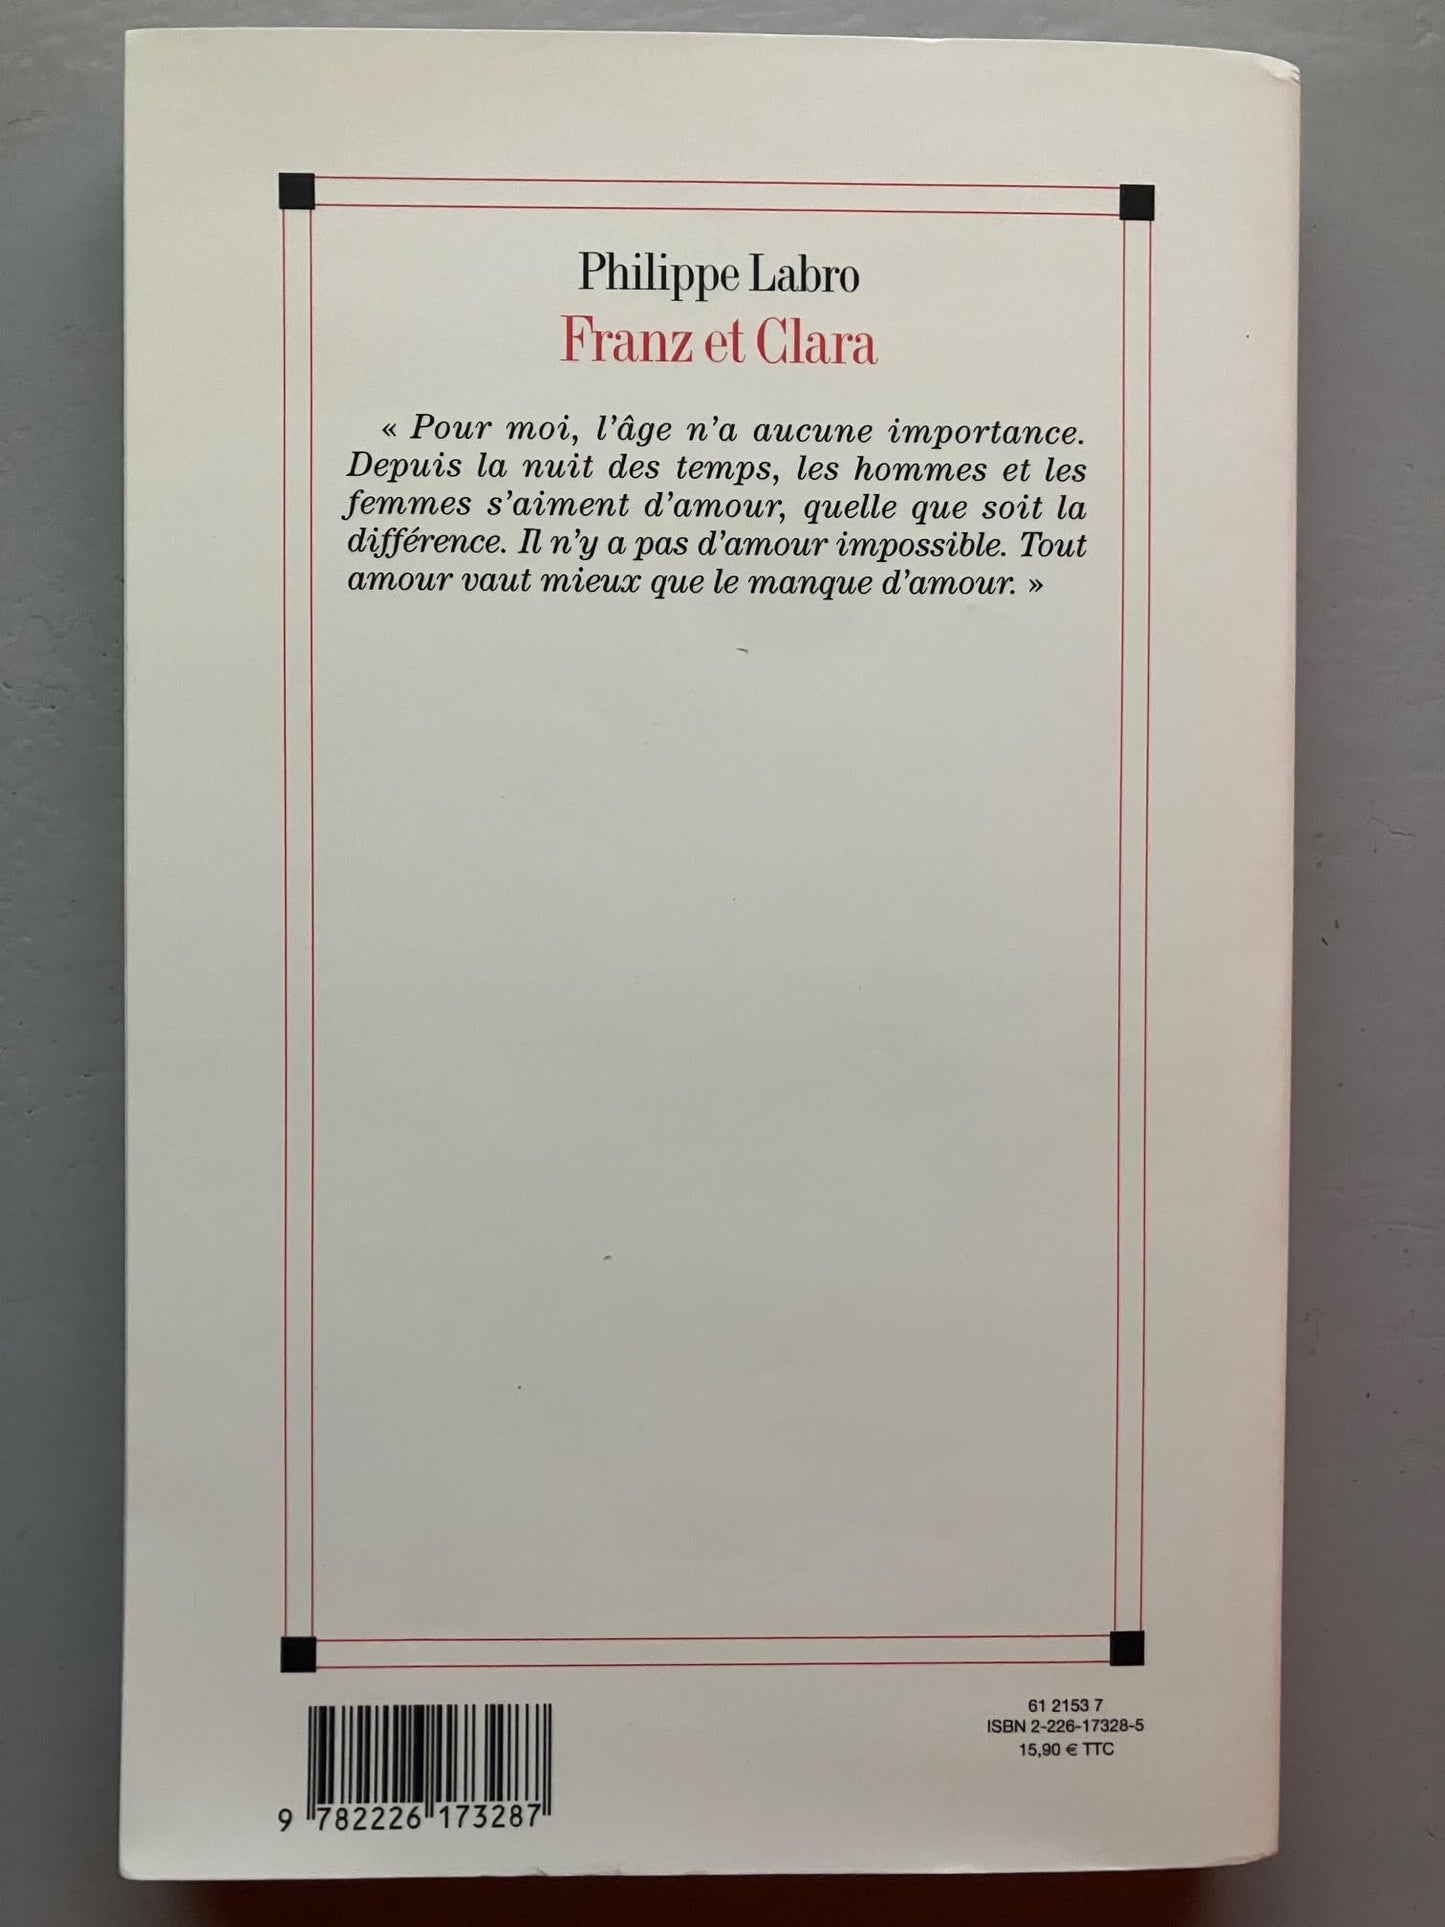 Philippe Labro
Franz et Clara
« Pour moi, l’âge n’a aucune importance.
Depuis la nuit des temps, les hommes et les
femmes s’aiment d’amour, quelle que soit la
différence. Il n’y a pas d’amour impossible. Tout
amour vaut mieux que le manque d’amour. »
61 2153 7
ISBN 2-226-17328-5
15,90 € TTC
9 782226 173287